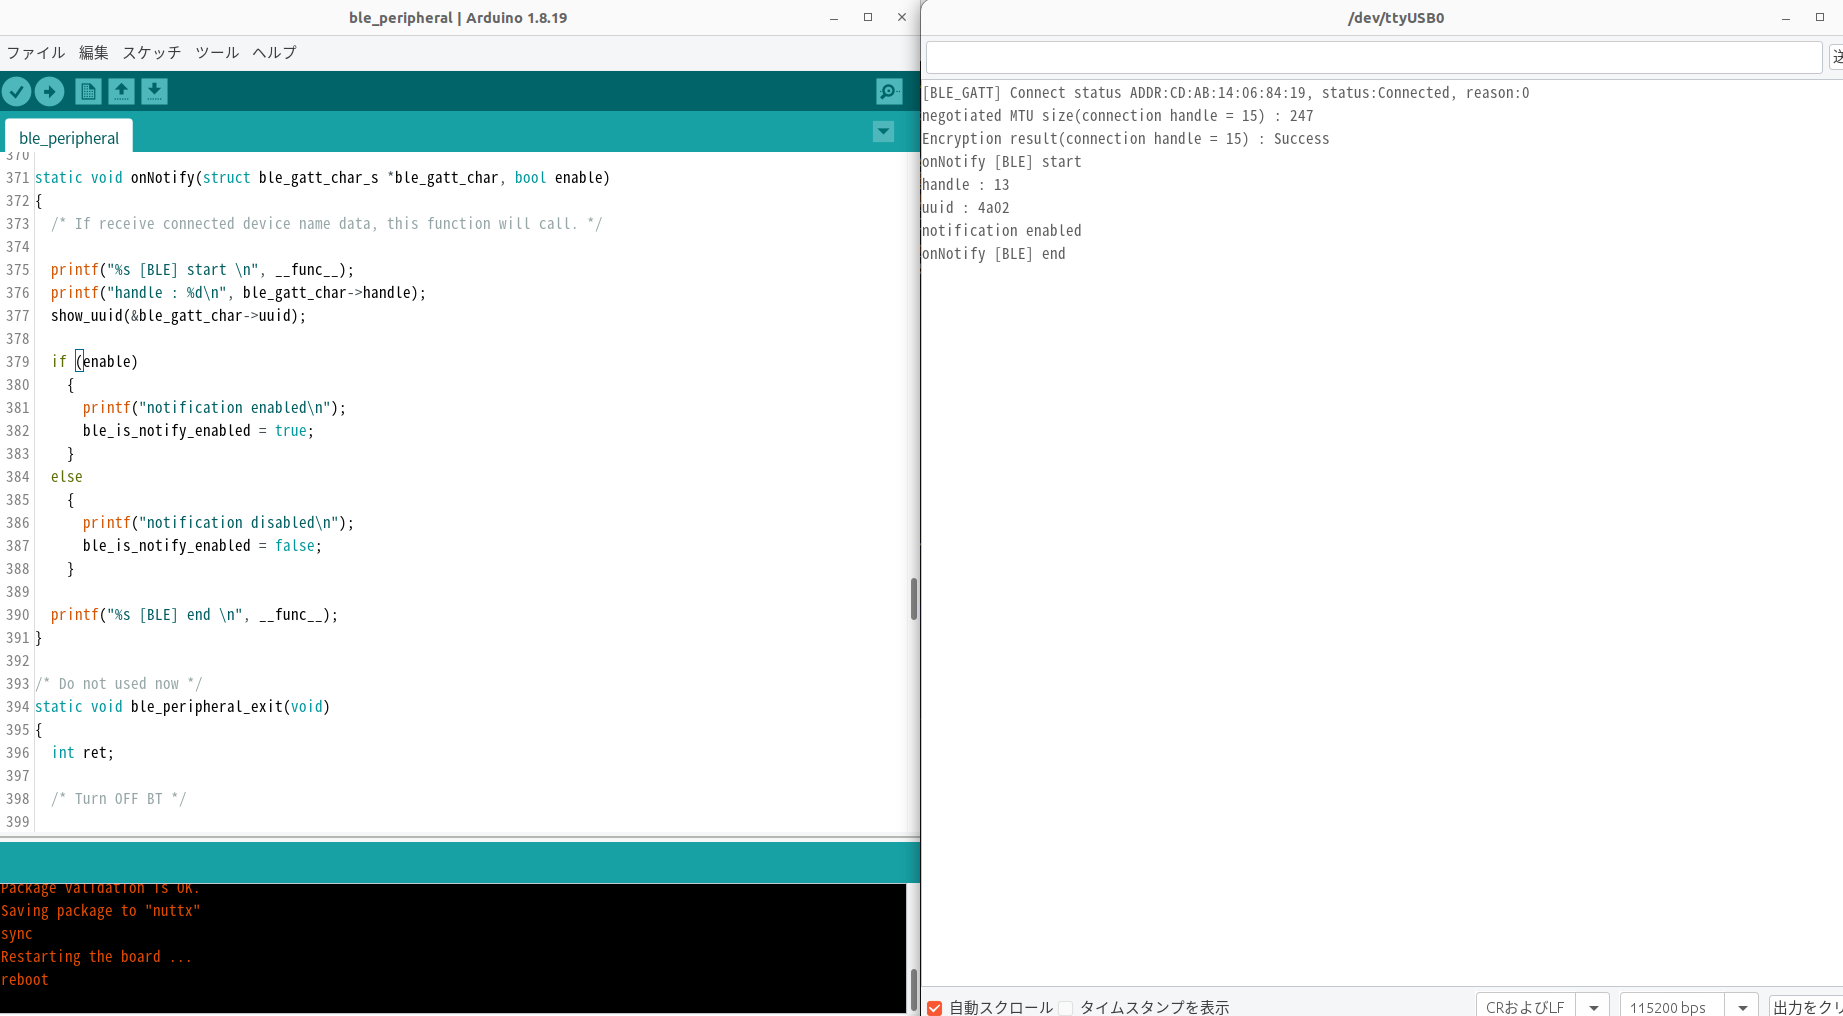 ble_peripheral | Arduino 1.8.19
ファイル 編集 スケッチ ツール ヘルプ
ble_peripheral
370
371 static void onNotify(struct ble_gatt_char_s *ble_gatt_char, bool enable)
372 {
373 /* If receive connected device name data, this function will call. */
374
375 printf("%s [BLE] start \n", __func__);
376 printf("handle : %d\n", ble_gatt_char->handle);
377 show_uuid(&ble_gatt_char->uuid);
378
379 if (enable)
380 {
381 printf("notification enabled\n");
382 ble_is_notify_enabled = true;
383 }
384 else
385 {
386 printf("notification disabled\n");
387 ble_is_notify_enabled = false;
388 }
389
390 printf("%s [BLE] end \n", __func__);
391 }
392
393 /* Do not used now */
394 static void ble_peripheral_exit(void)
395 {
396 int ret;
397
398 /* Turn OFF BT */
399
Package validation is OK.
Saving package to "nuttx"
sync
Restarting the board ...
reboot
/dev/ttyUSB0
送
[BLE_GATT] Connect status ADDR:CD:AB:14:06:84:19, status:Connected, reason:0
negotiated MTU size(connection handle = 15) : 247
Encryption result(connection handle = 15) : Success
onNotify [BLE] start
handle : 13
uuid : 4a02
notification enabled
onNotify [BLE] end
自動スクロール タイムスタンプを表示 CRおよびLF 115200 bps 出力をクリ